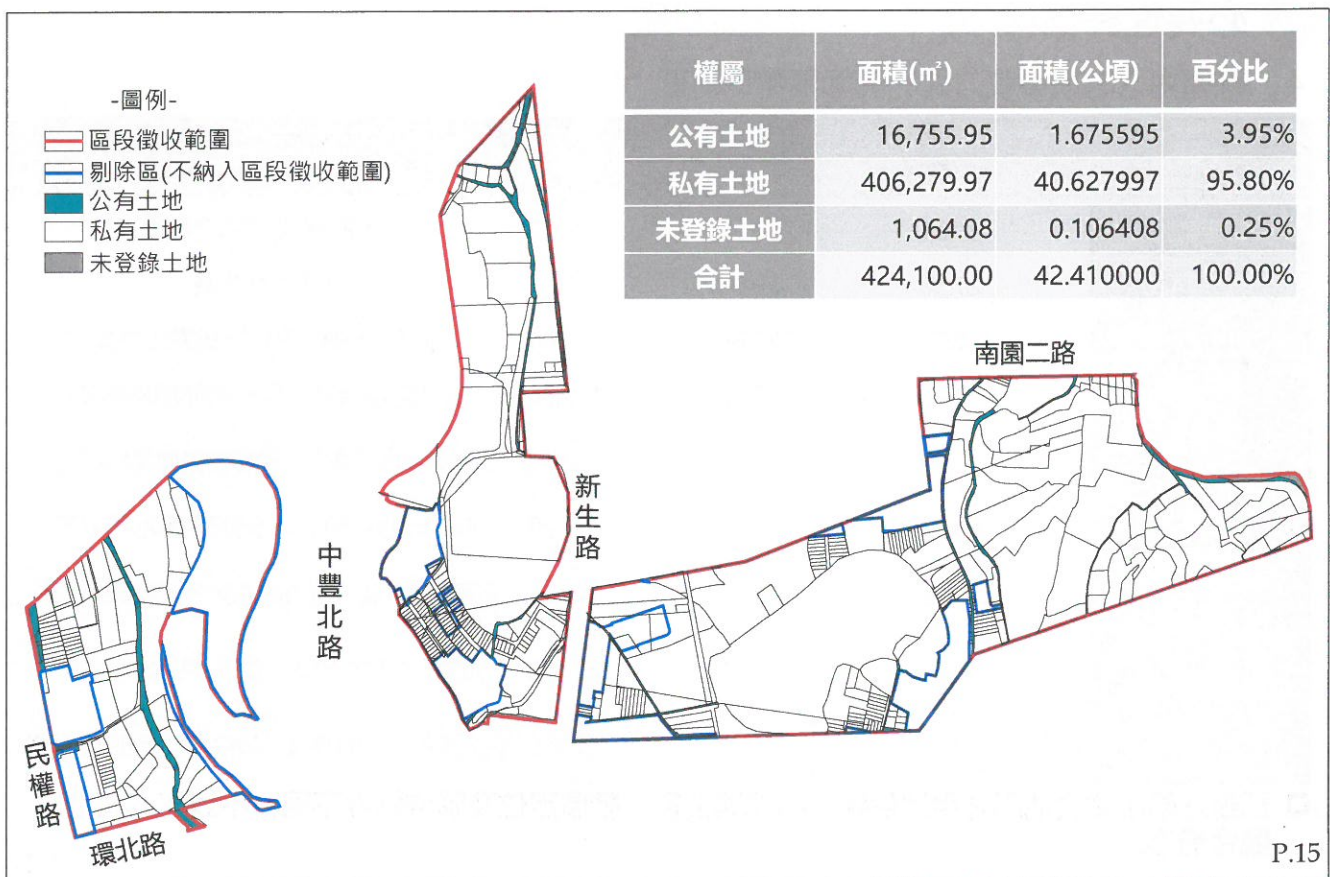 -圖例-
區段徵收範圍
剔除區(不納入區段徵收範圍)
公有土地
私有土地
未登錄土地
權屬 面積(㎡) 面積(公頃) 百分比
公有土地 16,755.95 1.675595 3.95%
私有土地 406,279.97 40.627997 95.80%
未登錄土地 1,064.08 0.106408 0.25%
合計 424,100.00 42.410000 100.00%
南園二路
新生路
中豐北路
民權路
環北路
P.15